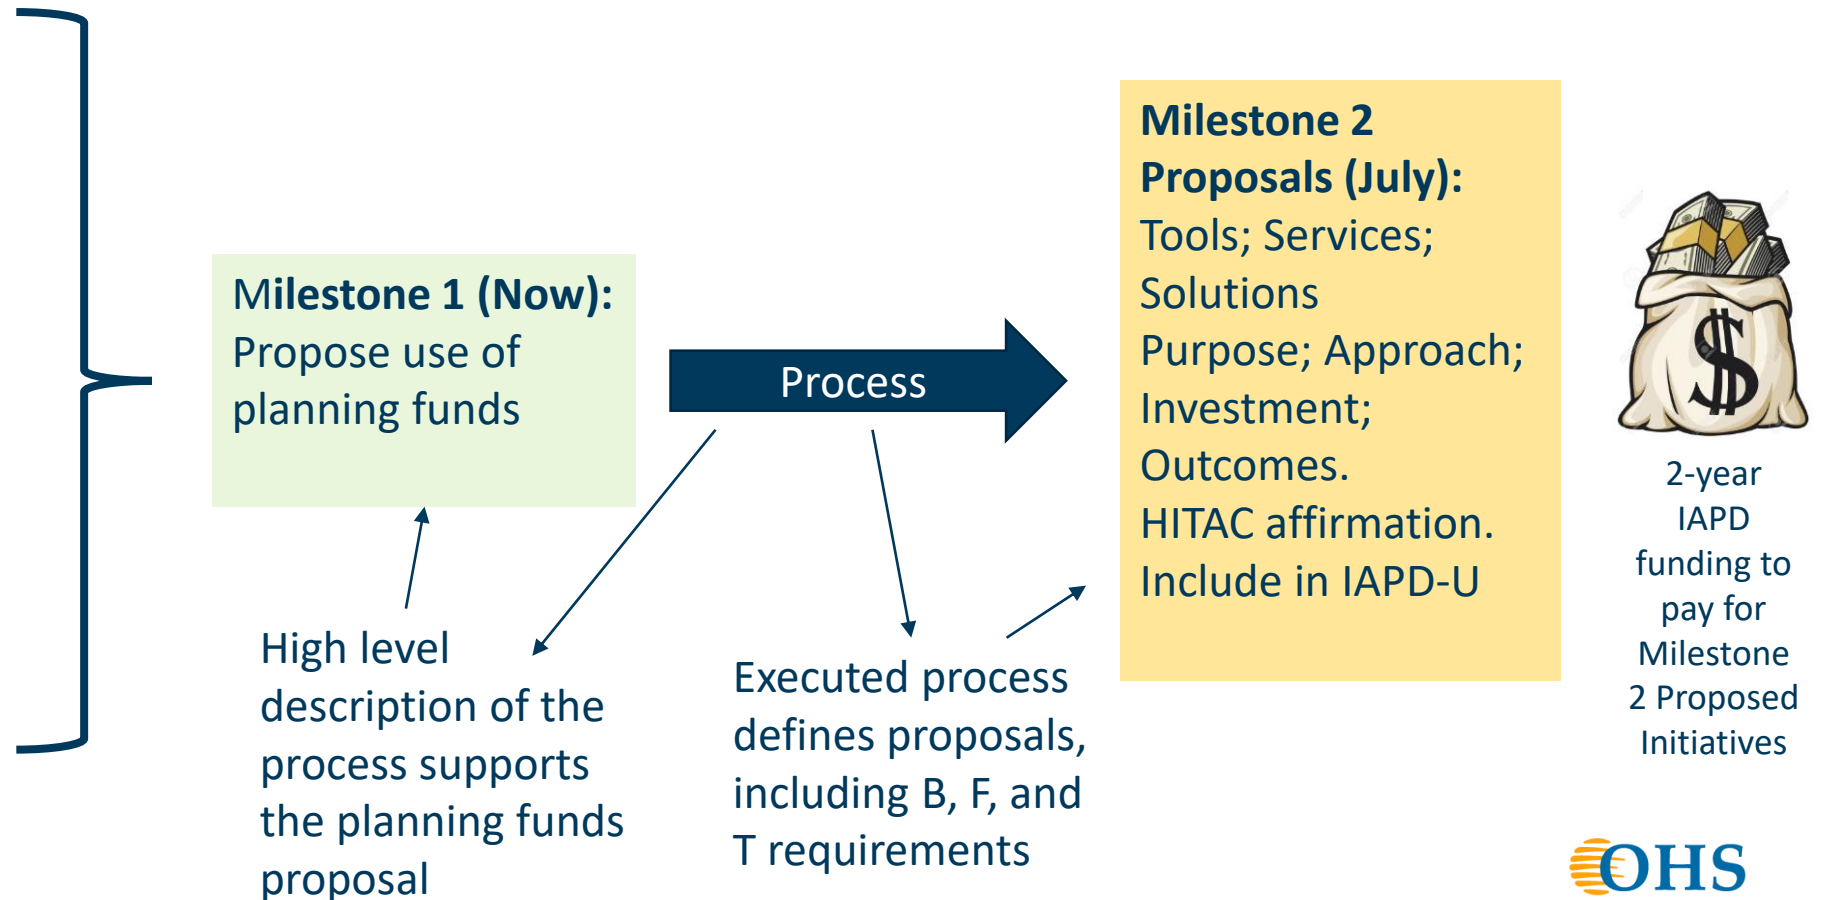 Milestone 1 (Now):
Propose use of
planning funds
Process
Milestone 2
Proposals (July):
Tools; Services;
Solutions
Purpose; Approach;
Investment;
Outcomes.
HITAC affirmation.
Include in IAPD-U
$
2-year
IAPD
funding to
pay for
Milestone
2 Proposed
Initiatives
High level
description of the
process supports
the planning funds
proposal
Executed process
defines proposals,
including B, F, and
T requirements
OHS